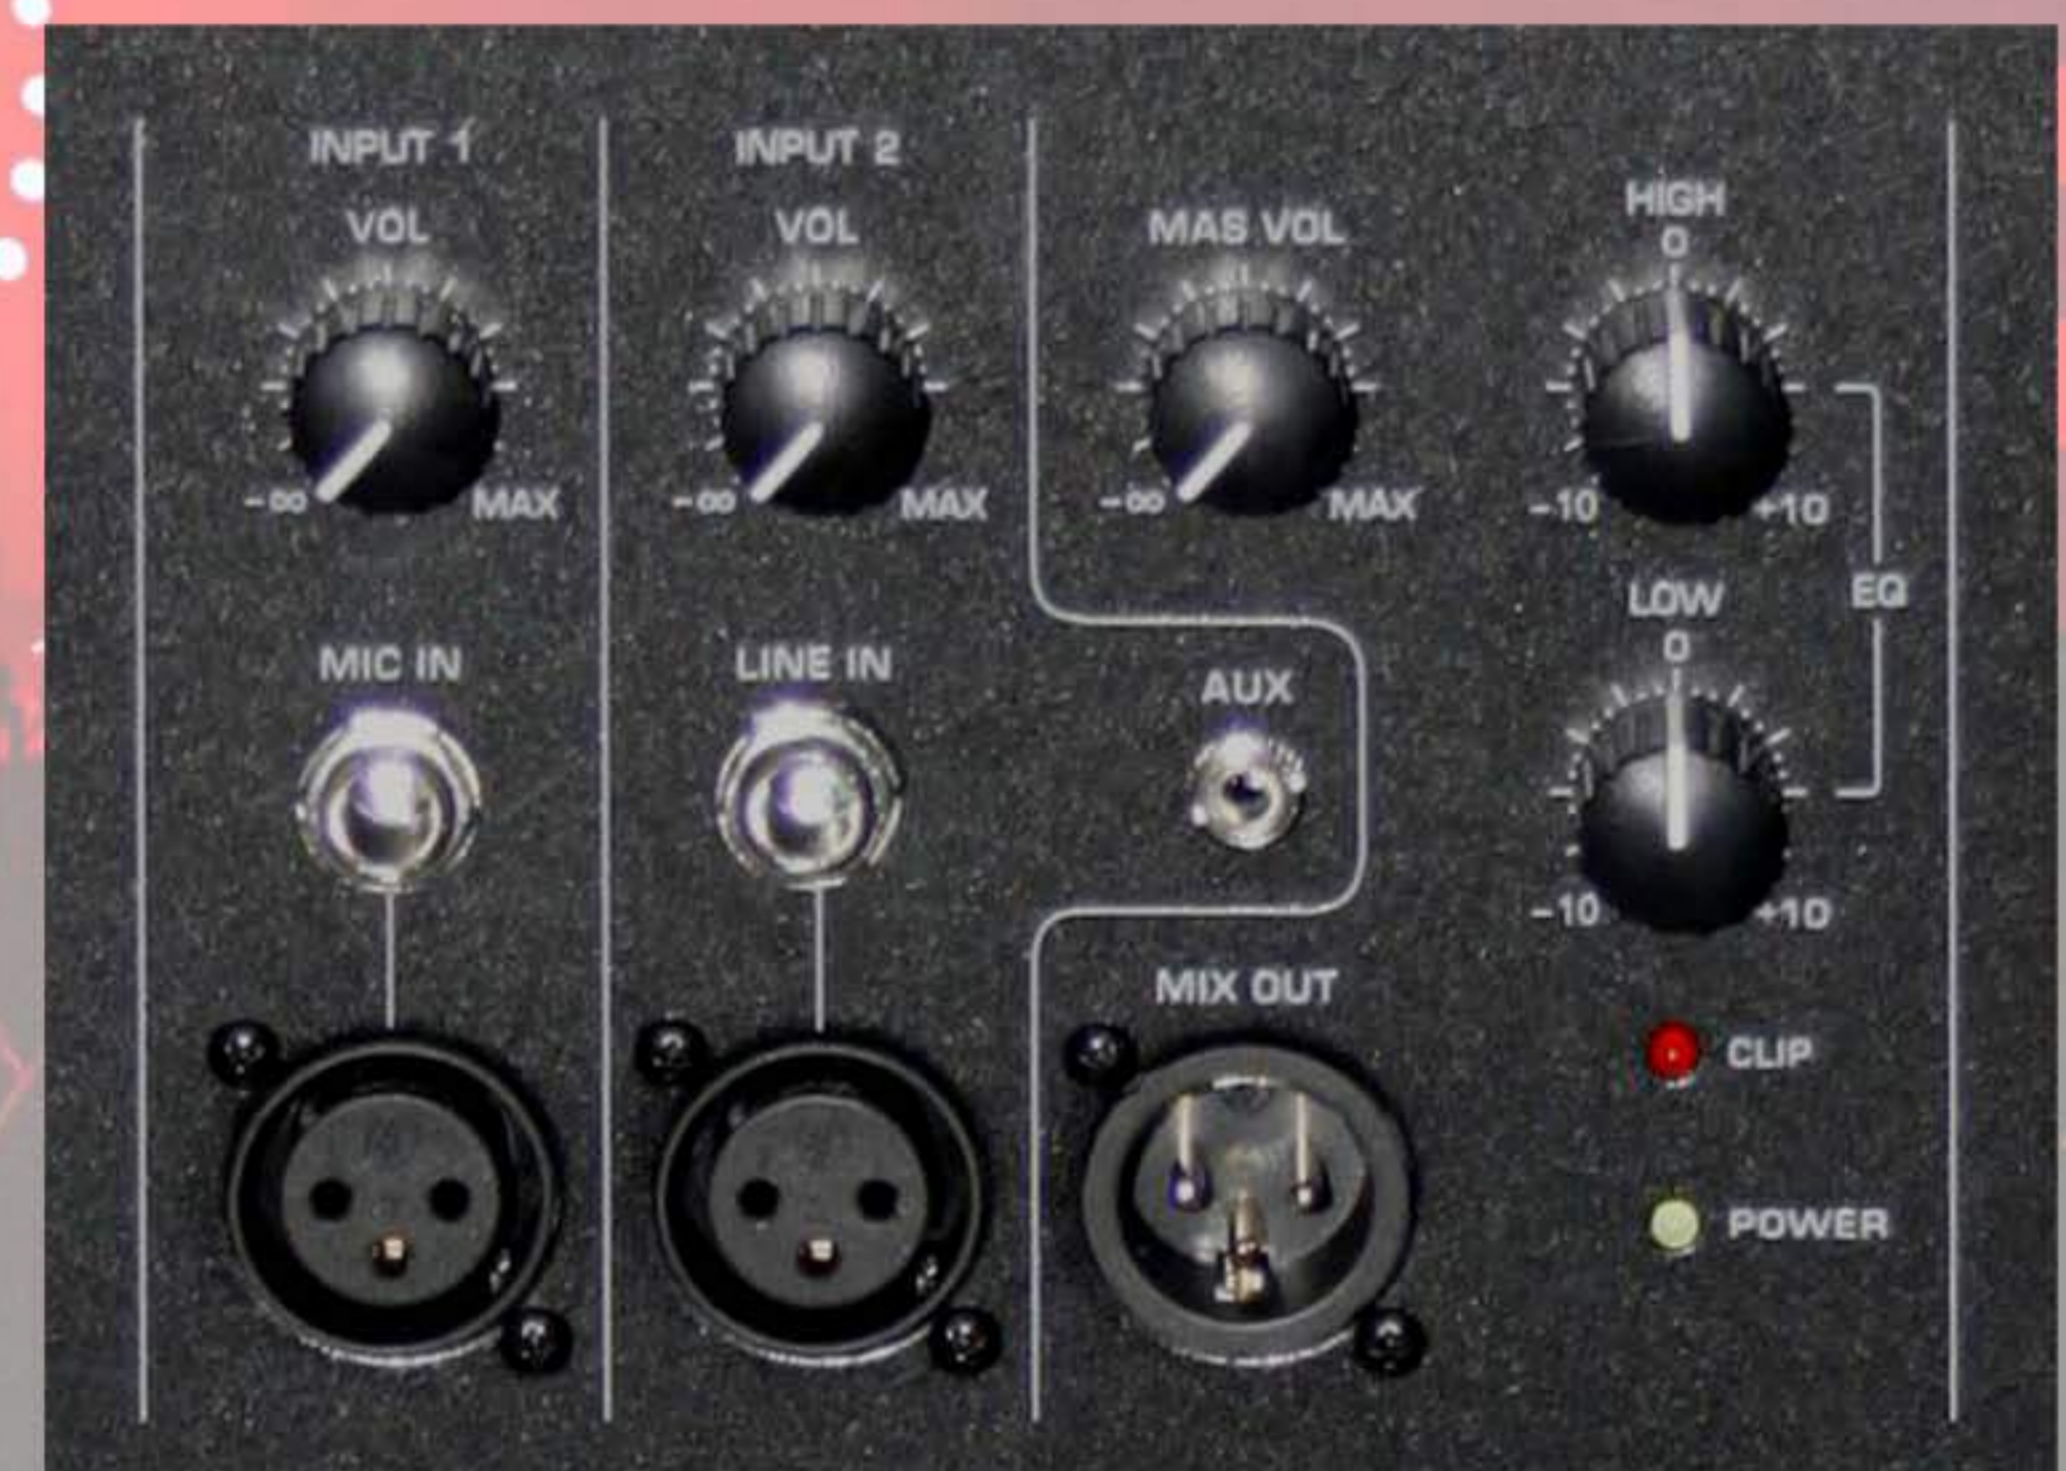 INPUT 1
VOL
-∞ MAX
MIC IN
INPUT 2
VOL
-∞ MAX
LINE IN
AUX
MAS VOL
-∞ MAX
MIX OUT
HIGH
0
-10 +10
EQ
LOW
0
-10 +10
CLIP
POWER